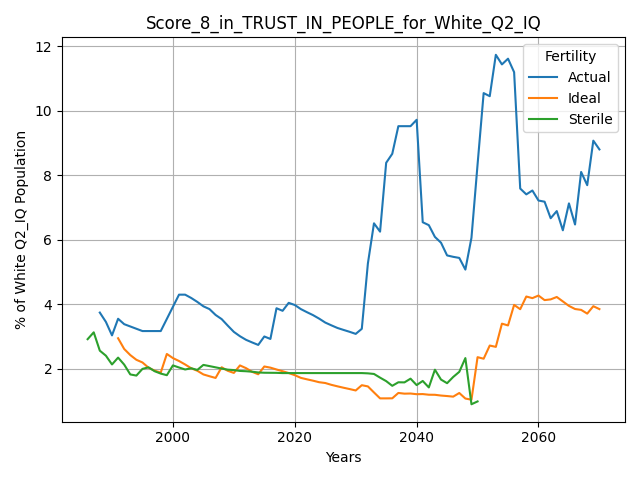 Score_8_in_TRUST_IN_PEOPLE_for_White_Q2_IQ
% of White Q2_IQ Population
12
10
8
6
4
2
Fertility
Actual
Ideal
Sterile
2000
2020
2040
2060
Years